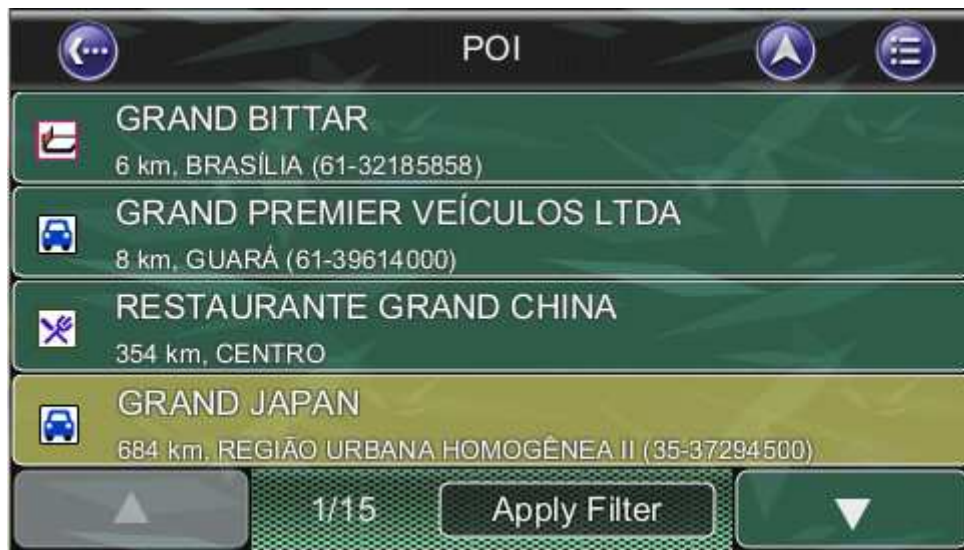 POI
GRAND BITTAR
6 km, BRASÍLIA (61-32185858)
GRAND PREMIER VEÍCULOS LTDA
8 km, GUARÁ (61-39614000)
RESTAURANTE GRAND CHINA
354 km, CENTRO
GRAND JAPAN
684 km, REGIÃO URBANA HOMOGÊNEA II (35-37294500)
1/15 Apply Filter